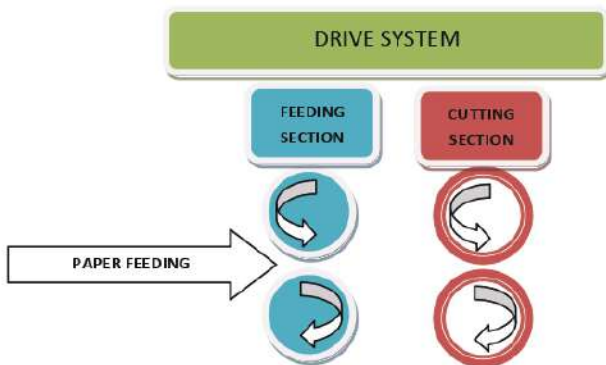 DRIVE SYSTEM
FEEDING
SECTION
CUTTING
SECTION
PAPER FEEDING